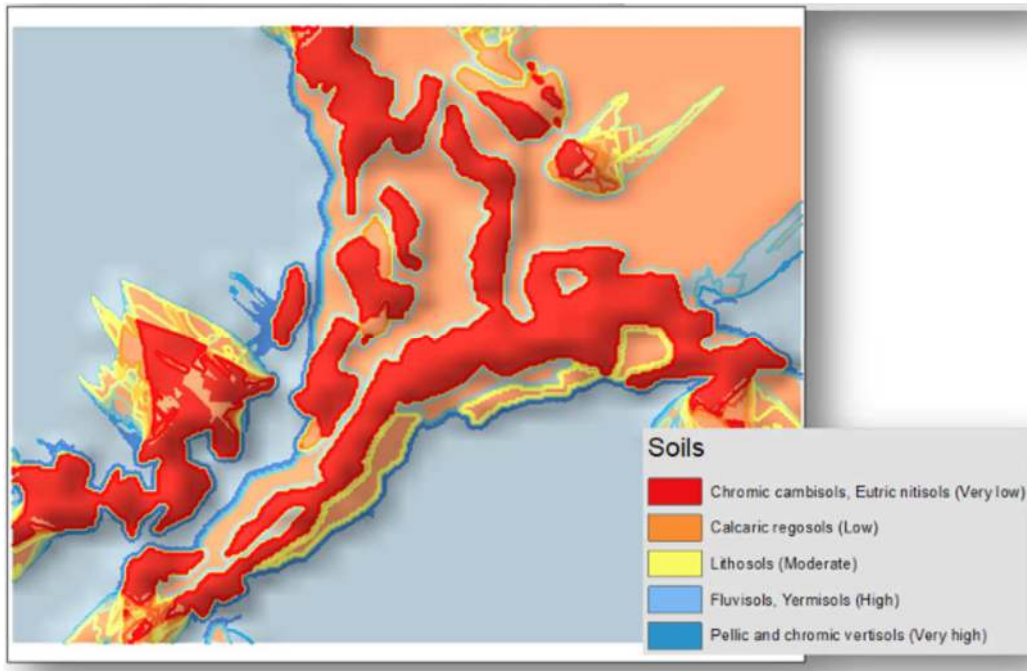 Soils
Chromic cambisols, Eutric nitisols (Very low)
Calcaric regosols (Low)
Lithosols (Moderate)
Fluvisols, Yermisols (High)
Pellic and chromic vertisols (Very high)